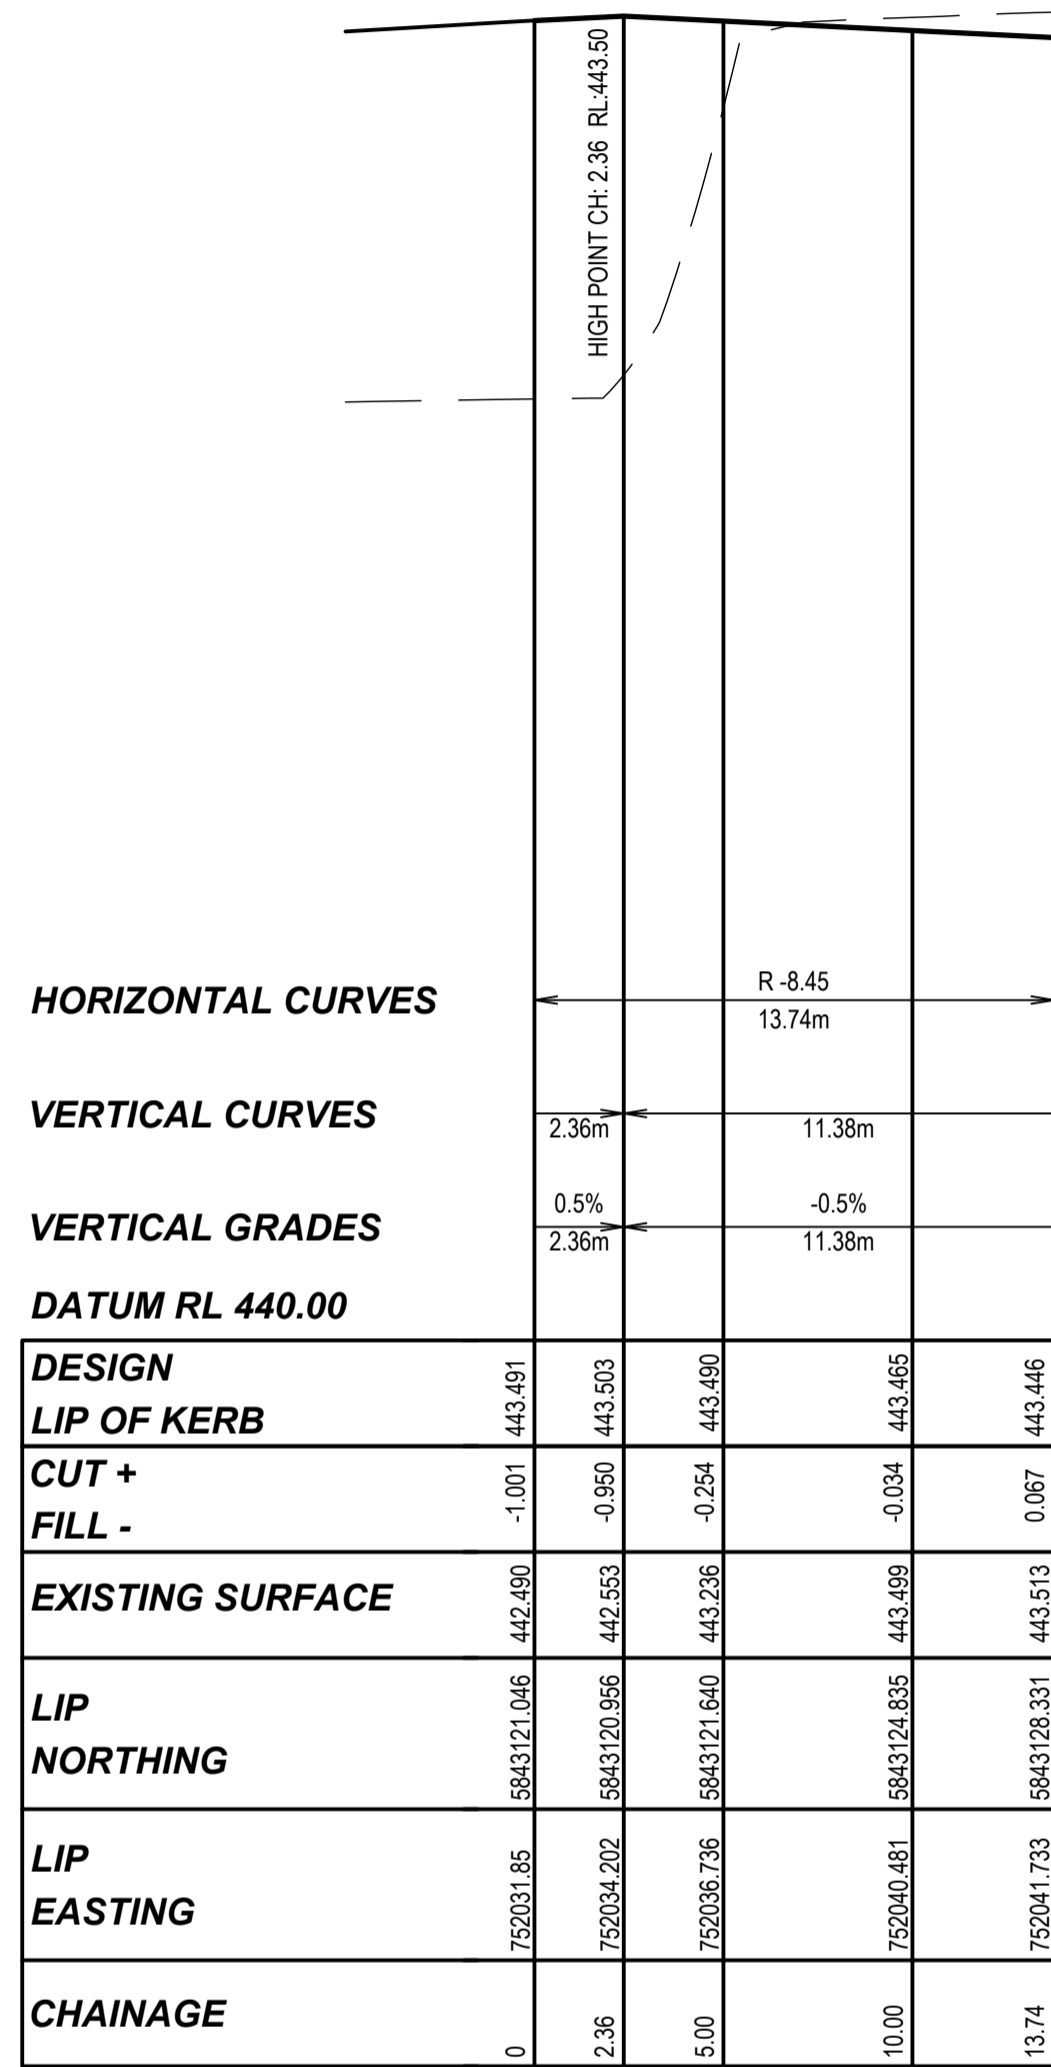 HIGH POINT CH: 2.36 RL:443.50
HORIZONTAL CURVES
R -8.45
13.74m
VERTICAL CURVES
2.36m
11.38m
VERTICAL GRADES
0.5%
-0.5%
2.36m
11.38m
DATUM RL 440.00
DESIGN
LIP OF KERB
443.491
443.503
443.490
443.465
443.446
CUT +
FILL -
-1.001
-0.950
-0.254
-0.034
0.067
EXISTING SURFACE
442.490
442.553
443.236
443.499
443.513
LIP
NORTHING
5843121.046
5843120.956
5843121.640
5843124.835
5843128.331
LIP
EASTING
752031.85
752034.202
752036.736
752040.481
752041.733
CHAINAGE
0
2.36
5.00
10.00
13.74